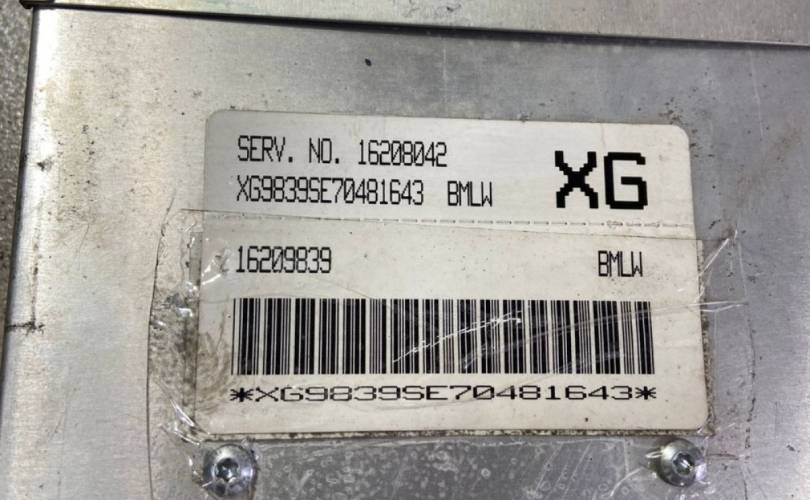 SERV. NO. 16208042
XG
XG9839SE70481643 BMLW
16209839 BMLW
*XG9839SE70481643*